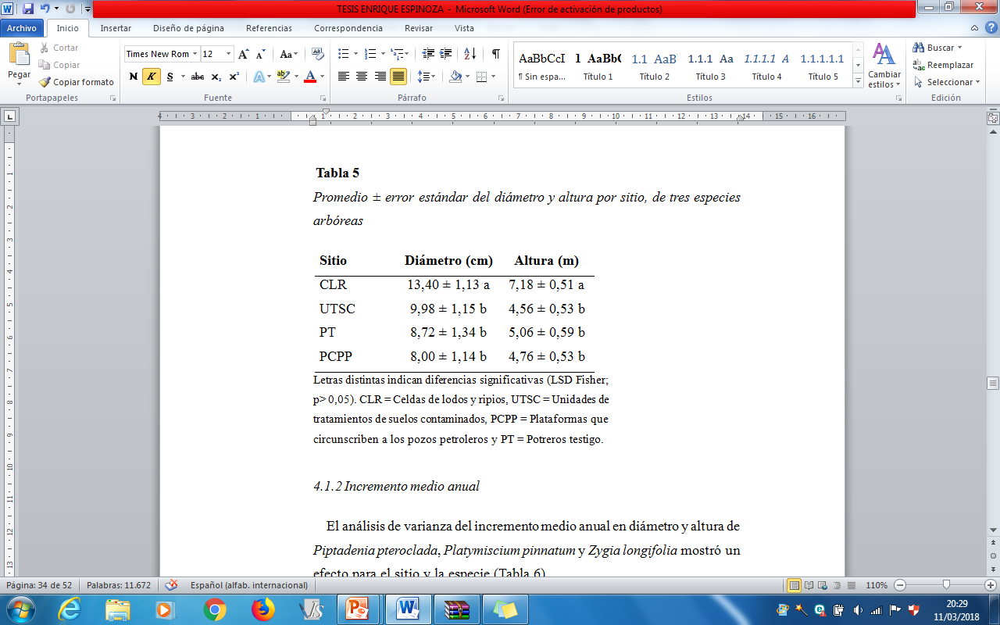 TESIS ENRIQUE ESPINOZA - Microsoft Word (Error de activación de productos)
Archivo Inicio Insertar Diseño de página Referencias Correspondencia Revisar Vista
Pegar
Cortar
Copiar
Copiar formato
Portapapeles
Times New Rom 12
Fuente
Párrafo
AaBbCcI 1 AaBb( 1.1 AaB 1.1.1 Aa 1.1.1.1 A 1.1.1.1.1
¶ Sin espa... Título 1 Título 2 Título 3 Título 4 Título 5
Estilos
Cambiar estilos
Buscar
Reemplazar
Seleccionar
Edición
Tabla 5
Promedio ± error estándar del diámetro y altura por sitio, de tres especies
arbóreas
Sitio Diámetro (cm) Altura (m)
CLR 13,40 ± 1,13 a 7,18 ± 0,51 a
UTSC 9,98 ± 1,15 b 4,56 ± 0,53 b
PT 8,72 ± 1,34 b 5,06 ± 0,59 b
PCPP 8,00 ± 1,14 b 4,76 ± 0,53 b
Letras distintas indican diferencias significativas (LSD Fisher;
p> 0,05). CLR = Celdas de lodos y ripios, UTSC = Unidades de
tratamientos de suelos contaminados, PCPP = Plataformas que
circunscriben a los pozos petroleros y PT = Potreros testigo.
4.1.2 Incremento medio anual
El análisis de varianza del incremento medio anual en diámetro y altura de
Piptadenia pteroclada, Platymiscium pinnatum y Zygia longifolia mostró un
efecto para el sitio y la especie (Tabla 6)
Página: 34 de 52 Palabras: 11.672 Español (alfab. internacional) 110%
20:29
11/03/2018